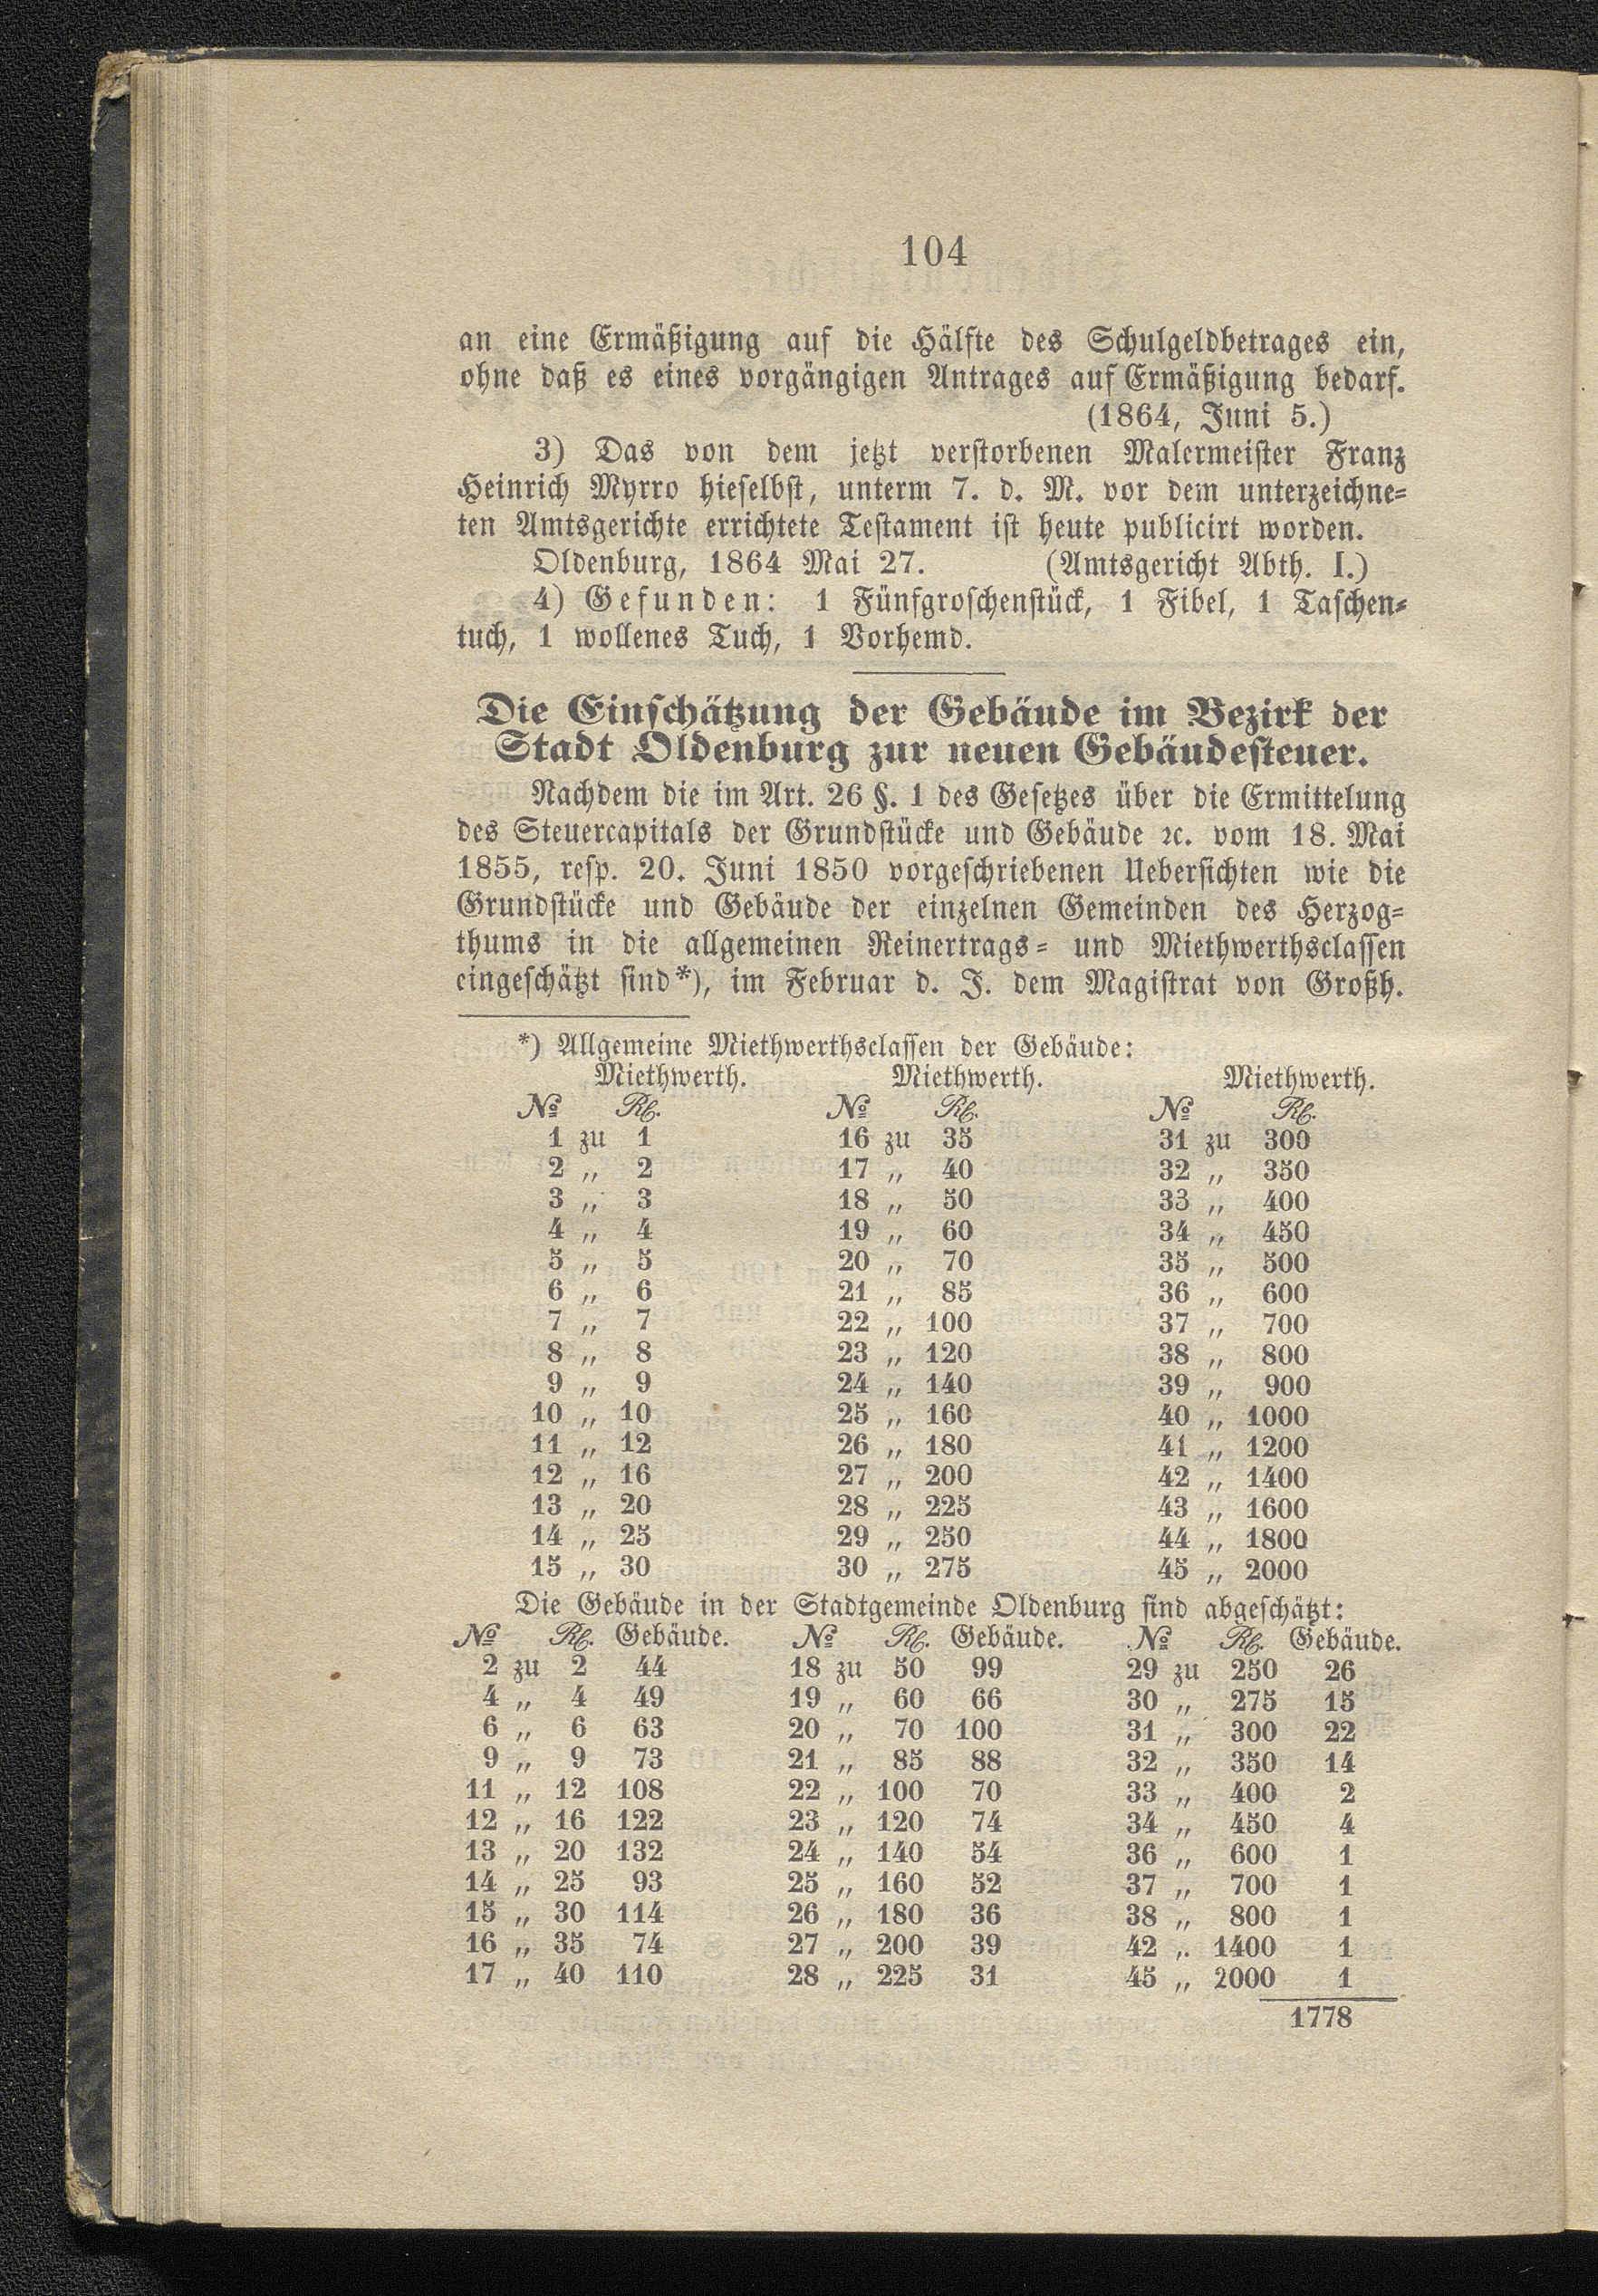 104
an eine Ermäßigung auf die Hälfte des Schulgeldbetrages ein,
ohne daß es eines vorgängigen Antrages auf Ermäßigung bedarf.
(1864, Juni 5.)
3) Das von dem jetzt verstorbenen Malermeister Franz
Heinrich Myrro hieselbst, unterm 7. d. M. vor dem unterzeichne=
ten Amtsgerichte errichtete Testament ist heute publicirt worden.
Oldenburg, 1864 Mai 27. (Amtsgericht Abth. I.)
4) Gefunden: 1 Fünfgroschenstück, 1 Fibel, 1 Taschen=
tuch, 1 wollenes Tuch, 1 Vorhemd.
Die Einschätzung der Gebäude im Bezirk der
Stadt Oldenburg zur neuen Gebäudesteuer.
Nachdem die im Art. 26 §. 1 des Gesetzes über die Ermittelung
des Steuercapitals der Grundstücke und Gebäude ꝛc. vom 18. Mai
1855, resp. 20. Juni 1850 vorgeschriebenen Uebersichten wie die
Grundstücke und Gebäude der einzelnen Gemeinden des Herzog=
thums in die allgemeinen Reinertrags= und Miethwerthsclassen
eingeschätzt sind*), im Februar d. J. dem Magistrat von Großh.
*) Allgemeine Miethwerthsclassen der Gebäude:
Miethwerth. Miethwerth. Miethwerth.
№ Rℓ. № Rℓ. № Rℓ.
1 zu 1 16 zu 35 31 zu 300
2 „ 2 17 „ 40 32 „ 350
3 „ 3 18 „ 50 33 „ 400
4 „ 4 19 „ 60 34 „ 450
5 „ 5 20 „ 70 35 „ 500
6 „ 6 21 „ 85 36 „ 600
7 „ 7 22 „ 100 37 „ 700
8 „ 8 23 „ 120 38 „ 800
9 „ 9 24 „ 140 39 „ 900
10 „ 10 25 „ 160 40 „ 1000
11 „ 12 26 „ 180 41 „ 1200
12 „ 16 27 „ 200 42 „ 1400
13 „ 20 28 „ 225 43 „ 1600
14 „ 25 29 „ 250 44 „ 1800
15 „ 30 30 „ 275 45 „ 2000
Die Gebäude in der Stadtgemeinde Oldenburg sind abgeschätzt:
№ Rℓ. Gebäude. № Rℓ. Gebäude. № Rℓ. Gebäude.
2 zu 2 44 18 zu 50 99 29 zu 250 26
4 „ 4 49 19 „ 60 66 30 „ 275 15
6 „ 6 63 20 „ 70 100 31 „ 300 22
9 „ 9 73 21 „ 85 88 32 „ 350 14
11 „ 12 108 22 „ 100 70 33 „ 400 2
12 „ 16 122 23 „ 120 74 34 „ 450 4
13 „ 20 132 24 „ 140 54 36 „ 600 1
14 „ 25 93 25 „ 160 52 37 „ 700 1
15 „ 30 114 26 „ 180 36 38 „ 800 1
16 „ 35 74 27 „ 200 39 42 „ 1400 1
17 „ 40 110 28 „ 225 31 45 „ 2000 1
1778